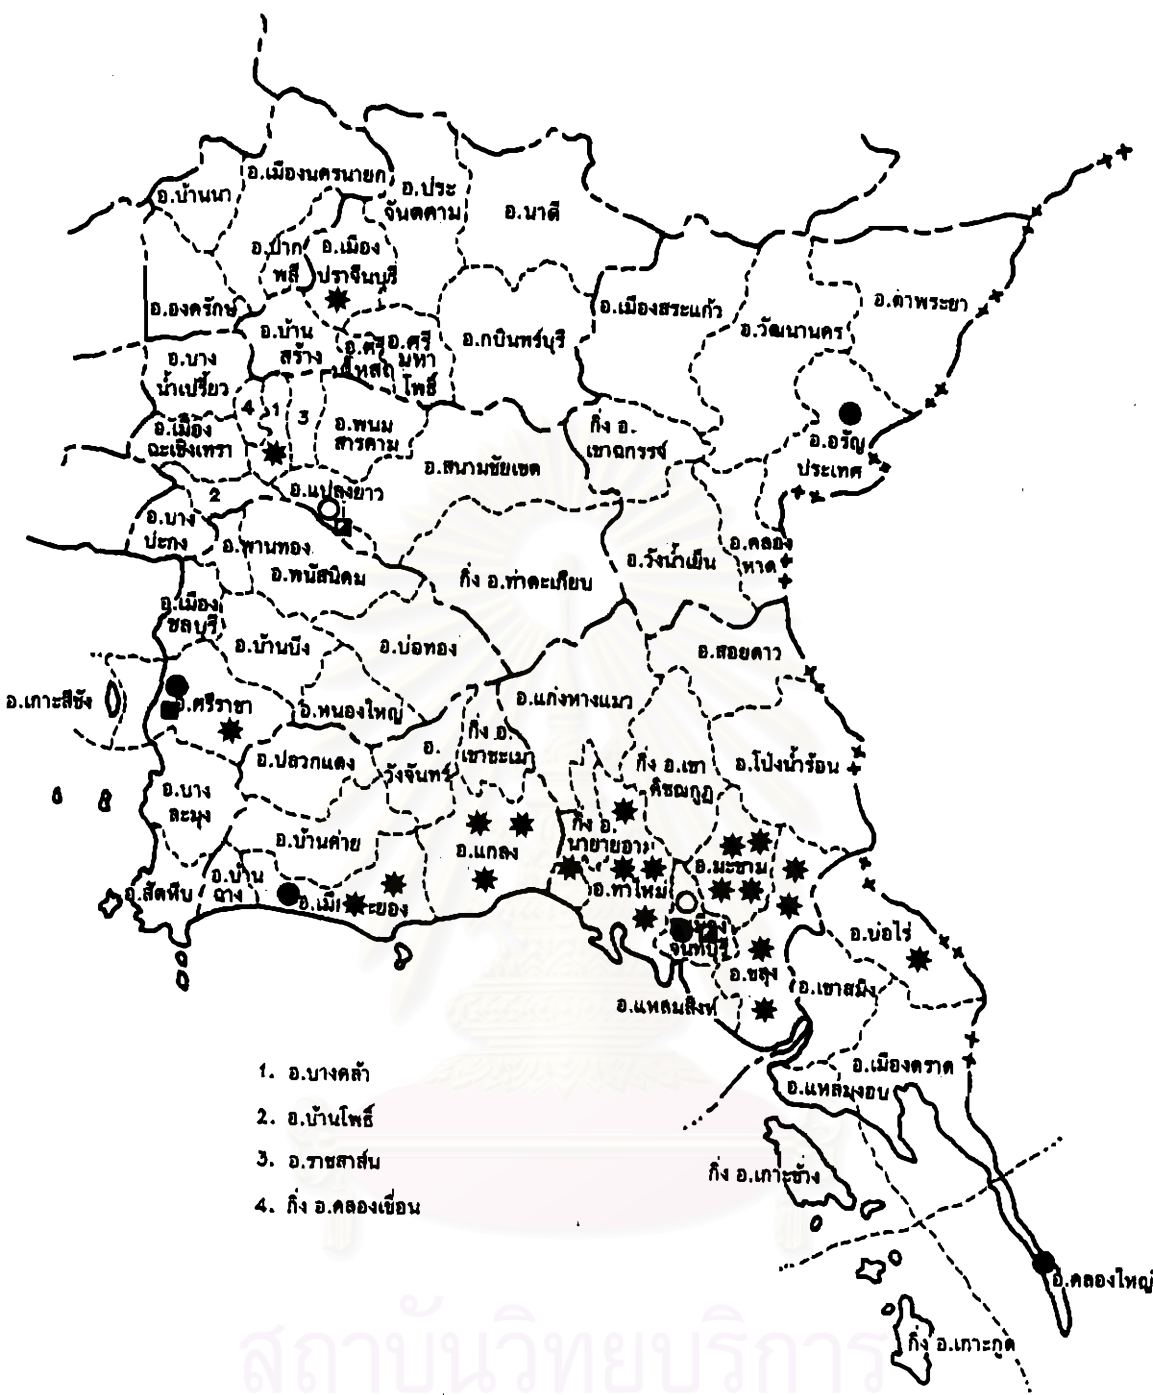 อ.บ้านนา
อ.เมืองนครนายก
อ.ประ
จันตคาม
อ.นาดี
อ.ปาก
พลี
อ.เมือง
ปราจีนบุรี
อ.องครักษ์
อ.บ้าน
สร้าง
อ.ศรี
มหา
โพธิ์
อ.กบินทร์บุรี
อ.เมืองสระแก้ว
อ.วัฒนานคร
อ.ตาพระยา
อ.บาง
น้ำเปรี้ยว
4
1
3
อ.พนม
สารคาม
อ.เมือง
ฉะเชิงเทรา
กิ่ง อ.
เขาฉกรรจ์
อ.อรัญ
ประเทศ
อ.สนามชัยเขต
2
อ.แปลงยาว
อ.บาง
ปะกง
อ.พานทอง
อ.พนัสนิคม
กิ่ง อ.ท่าตะเกียบ
อ.วังน้ำเย็น
อ.คลอง
หาด
อ.เมือง
ชลบุรี
อ.บ้านบึง
อ.บ่อทอง
อ.สอยดาว
อ.เกาะสีชัง
อ.ศรีราชา
อ.หนองใหญ่
กิ่ง อ.
เขาชะเมา
อ.แก่งหางแมว
อ.ปลวกแดง
อ.
วังจันทร์
กิ่ง อ.เขา
คิชฌกูฏ
อ.โป่งน้ำร้อน
อ.บาง
ละมุง
อ.บ้านค่าย
อ.แกลง
กิ่ง อ.
นายายอาม
อ.มะขาม
อ.สัตหีบ
อ.บ้าน
ฉาง
อ.ท่าใหม่
เมือง
จันทบุรี
อ.บ่อไร่
อ.ขลุง
อ.เขาสมิง
อ.แหลมสิงห์
อ.เมืองตราด
อ.แหลมงอบ
1. อ.บางคล้า
2. อ.บ้านโพธิ์
3. อ.ราชสาส์น
4. กิ่ง อ.คลองเขื่อน
กิ่ง อ.เกาะช้าง
อ.คลองใหญ่
กิ่ง อ.เกาะกูด
สถาบันวิทยบริการ